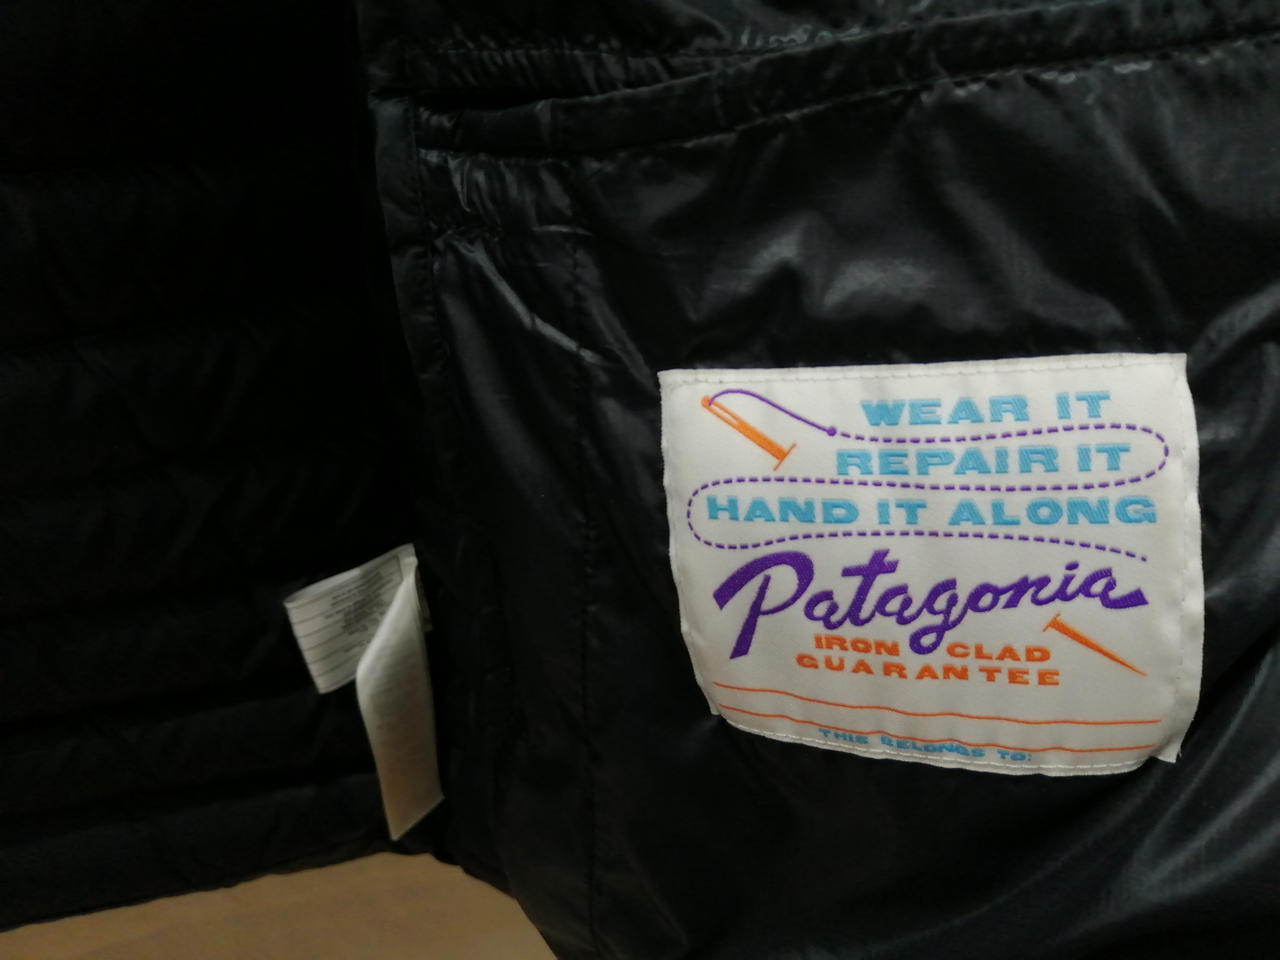 WEAR IT
REPAIR IT
HAND IT ALONG
Patagonia
IRON CLAD
GUARANTEE
THIS BELONGS TO: